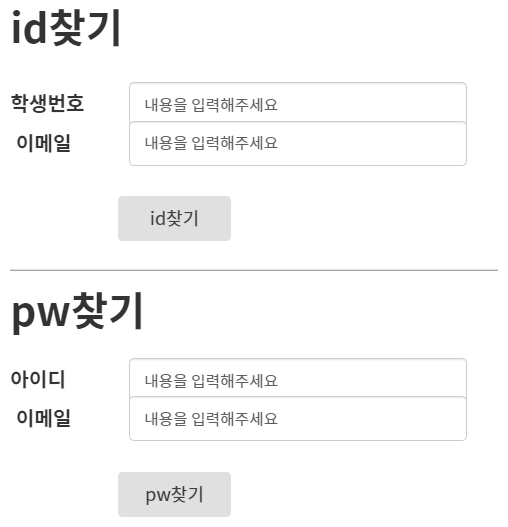 id찾기
학생번호 내용을 입력해주세요
이메일 내용을 입력해주세요
id찾기
pw찾기
아이디 내용을 입력해주세요
이메일 내용을 입력해주세요
pw찾기